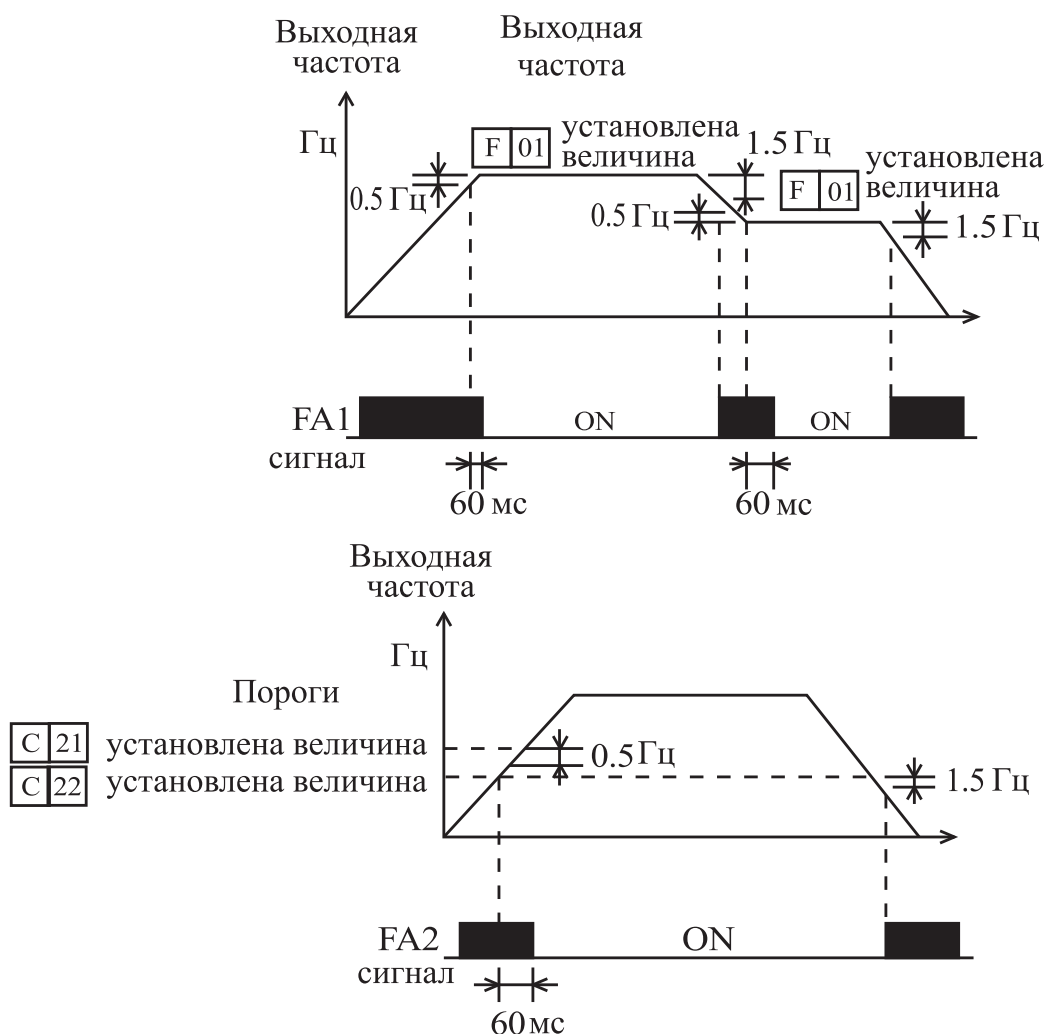 Выходная
частота
Выходная
частота
Гц
F 01 установлена
величина
1.5 Гц
установлена
F 01 величина
0.5 Гц
0.5 Гц
1.5 Гц
FA1
сигнал
ON
ON
60 мс
60 мс
Выходная
частота
Гц
Пороги
C 21 установлена величина
0.5 Гц
C 22 установлена величина
1.5 Гц
FA2
сигнал
ON
60 мс